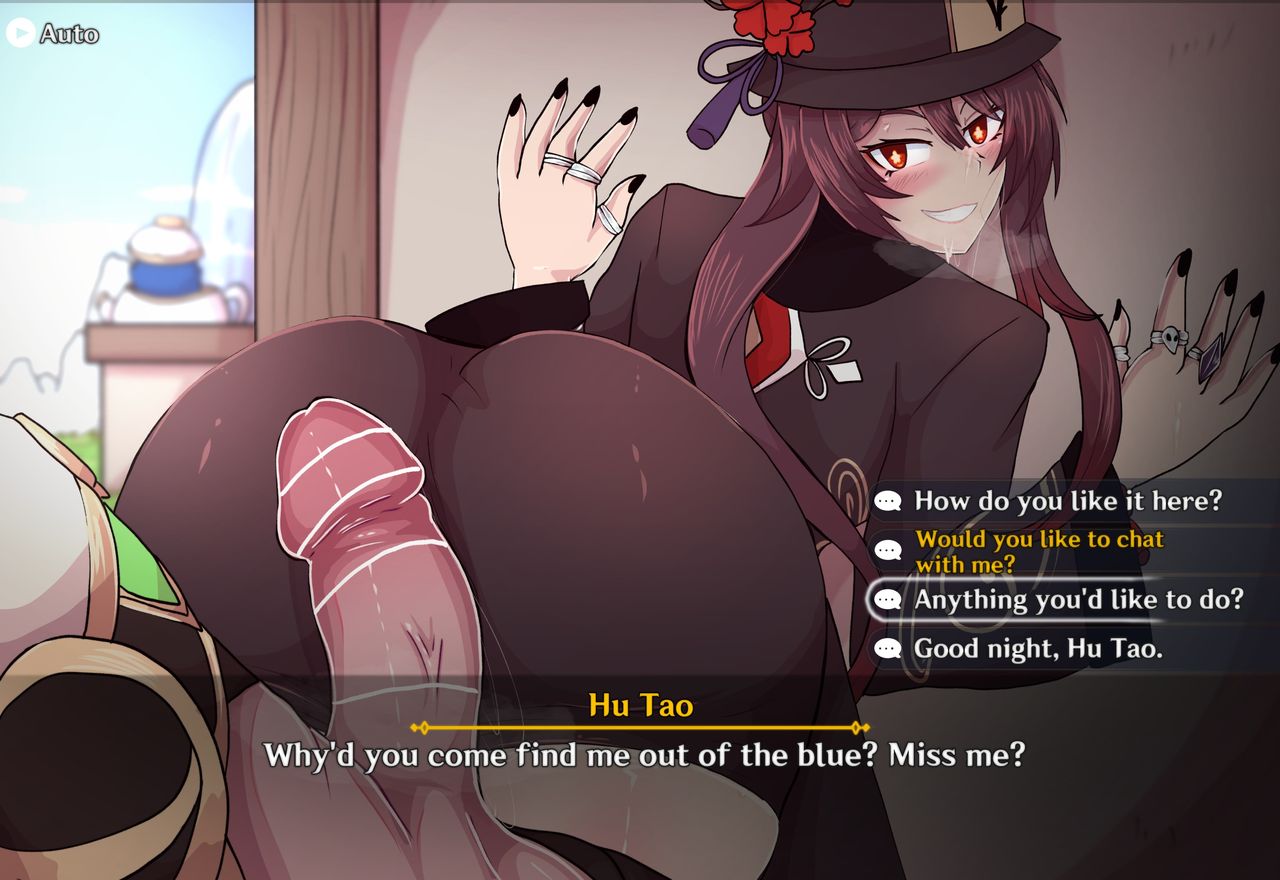 Auto
How do you like it here?
Would you like to chat
with me?
Anything you'd like to do?
Good night, Hu Tao.
Hu Tao
Why'd you come find me out of the blue? Miss me?